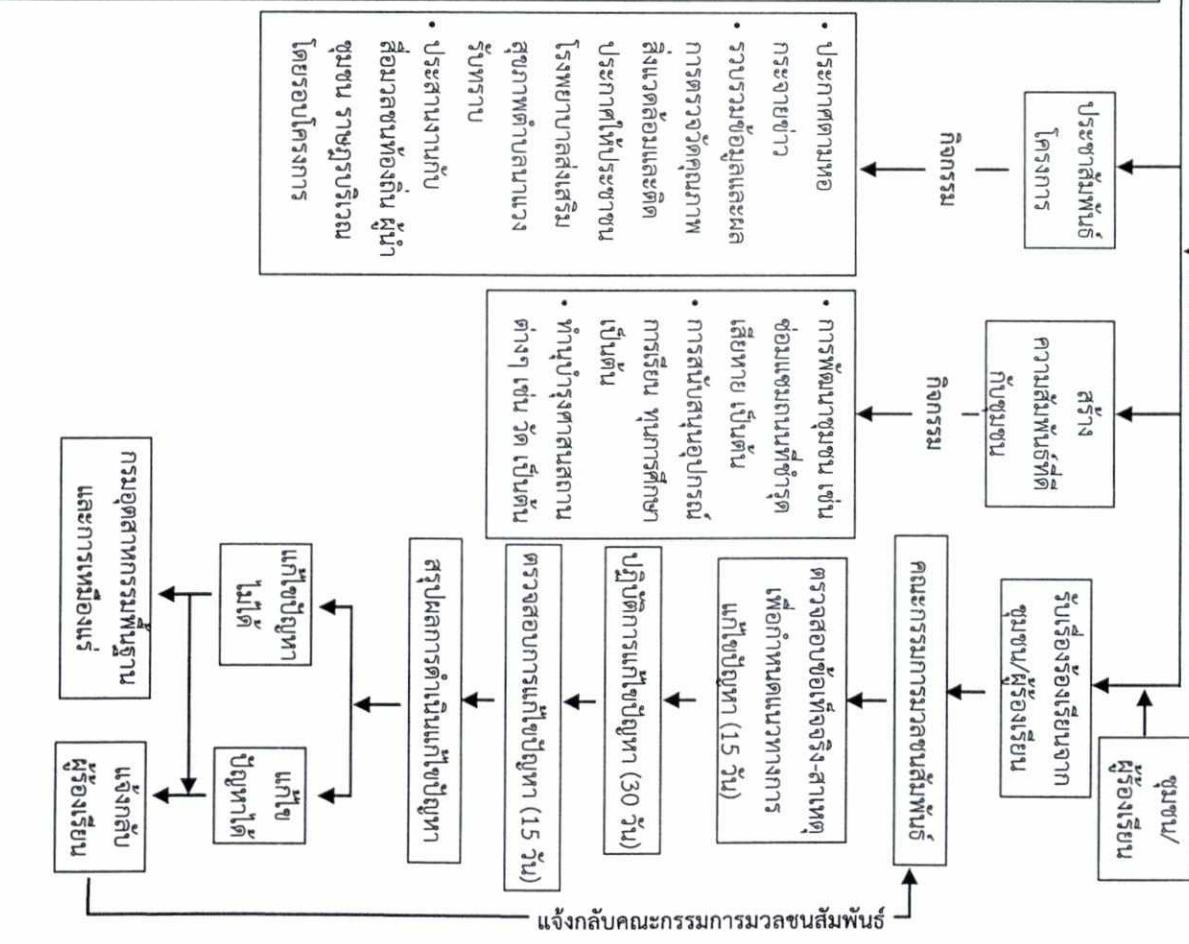 ประชาสัมพันธ์
โครงการ
กิจกรรม
• ประกาศตามหอ
กระจายข่าว
• รวบรวมข้อมูลและผล
การตรวจวัดคุณภาพ
สิ่งแวดล้อมและติด
ประกาศให้ประชาชน
โรงพยาบาลส่งเสริม
สุขภาพตำบลนาแวง
รับทราบ
• ประสานงานกับ
สื่อมวลชนท้องถิ่น ผู้นำ
ชุมชน ราษฎรบริเวณ
โดยรอบโครงการ
สร้าง
ความสัมพันธ์ที่ดี
กับชุมชน
กิจกรรม
• การพัฒนาชุมชน เช่น
ซ่อมแซมถนนที่ชำรุด
เสียหาย เป็นต้น
• การสนับสนุนอุปกรณ์
การเรียน ทุนการศึกษา
เป็นต้น
• ทำนุบำรุงศาสนสถาน
ต่างๆ เช่น วัด เป็นต้น
ชุมชน/
ผู้ร้องเรียน
รับเรื่องร้องเรียนจาก
ชุมชน/ผู้ร้องเรียน
คณะกรรมการมวลชนสัมพันธ์
ตรวจสอบข้อเท็จจริง-สาเหตุ
เพื่อกำหนดแนวทางการ
แก้ไขปัญหา (15 วัน)
ปฏิบัติการแก้ไขปัญหา (30 วัน)
ตรวจสอบการแก้ไขปัญหา (15 วัน)
สรุปผลการดำเนินแก้ไขปัญหา
แก้ไขปัญหา
ไม่ได้
แก้ไข
ปัญหาได้
กรมอุตสาหกรรมพื้นฐาน
และการเหมืองแร่
แจ้งกลับ
ผู้ร้องเรียน
แจ้งกลับคณะกรรมการมวลชนสัมพันธ์